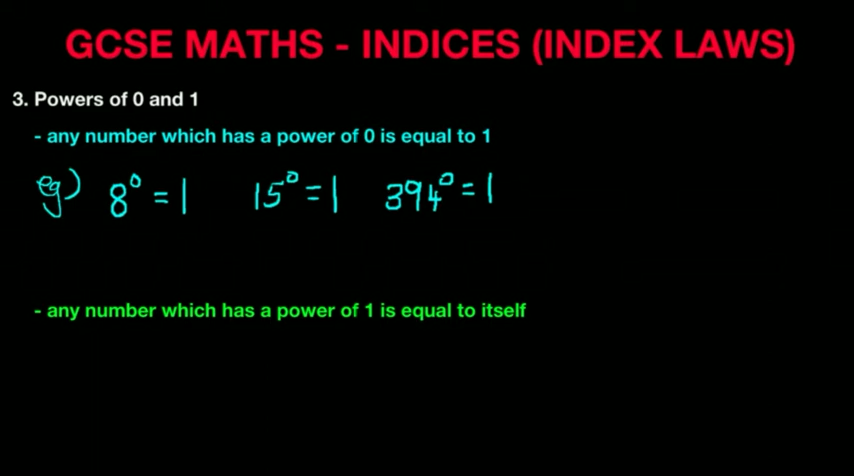 GCSE MATHS - INDICES (INDEX LAWS)
3. Powers of 0 and 1
- any number which has a power of 0 is equal to 1
eg) 8⁰ = 1 15⁰ = 1 394⁰ = 1
- any number which has a power of 1 is equal to itself